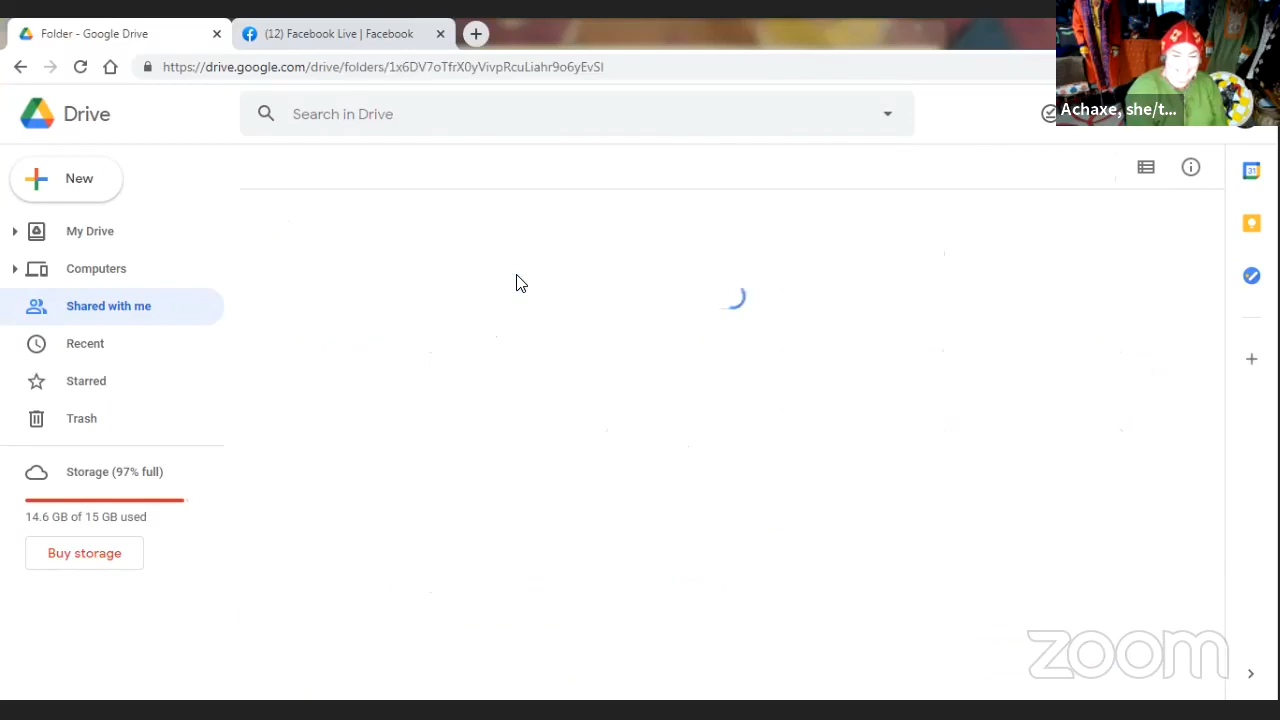 Folder - Google Drive
(12) Facebook Live | Facebook
https://drive.google.com/drive/folders/1x6DV7oTfrX0yVivpRcuLiahr9o6yEvSI
Achaxe, she/t...
Drive
Search in Drive
New
31
My Drive
Computers
Shared with me
Recent
Starred
Trash
Storage (97% full)
14.6 GB of 15 GB used
Buy storage
zoom